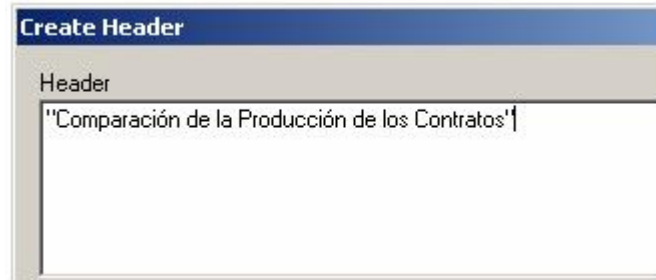 Create Header
Header
"Comparación de la Producción de los Contratos"